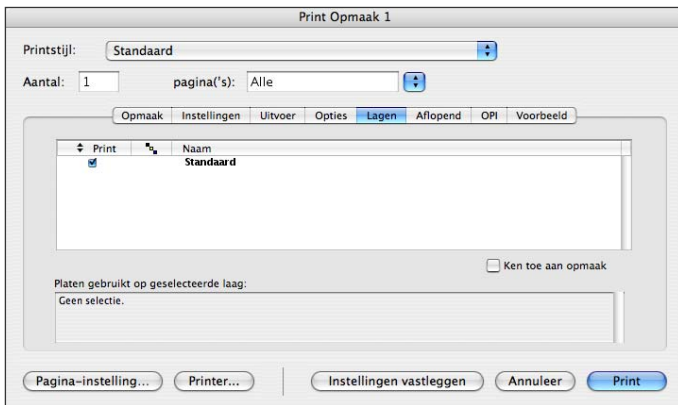 Print Opmaak 1
Printstijl: Standaard
Aantal: 1 pagina('s): Alle
Opmaak Instellingen Uitvoer Opties Lagen Aflopend OPI Voorbeeld
Print Naam
Standaard
Ken toe aan opmaak
Platen gebruikt op geselecteerde laag:
Geen selectie.
Pagina-instelling... Printer... Instellingen vastleggen Annuleer Print